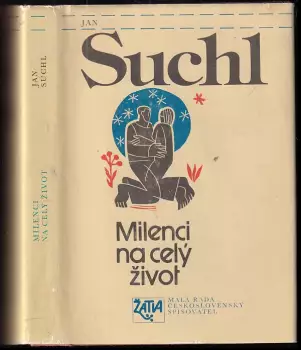 JAN
SUCHL
MILENCI
NA CELÝ ŽIVOT
JAN
Suchl
Milenci
na celý
život
ŽATVA
MALÁ ŘADA
ČESKOSLOVENSKÝ
SPISOVATEL